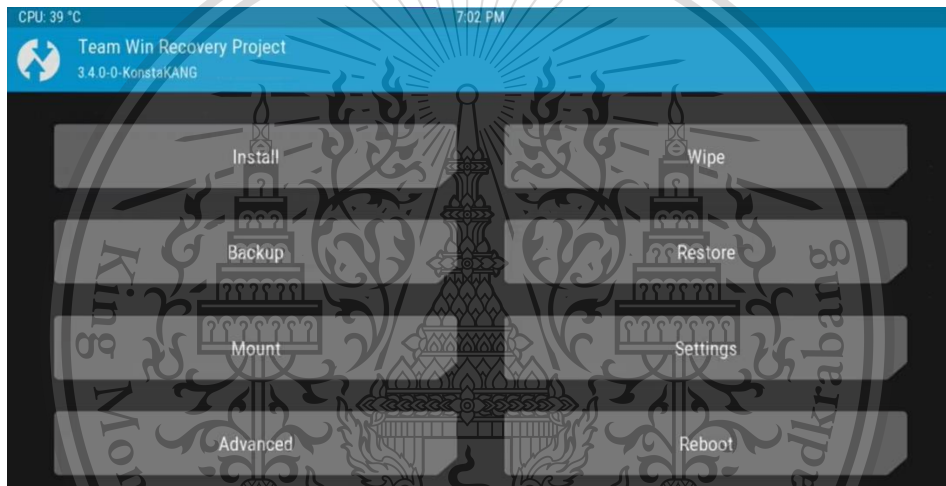 CPU: 39 °C
7:02 PM
Team Win Recovery Project
3.4.0-0-KonstaKANG
Install
Wipe
Backup
Restore
Mount
Settings
Advanced
Reboot
King Mon
adkrabang